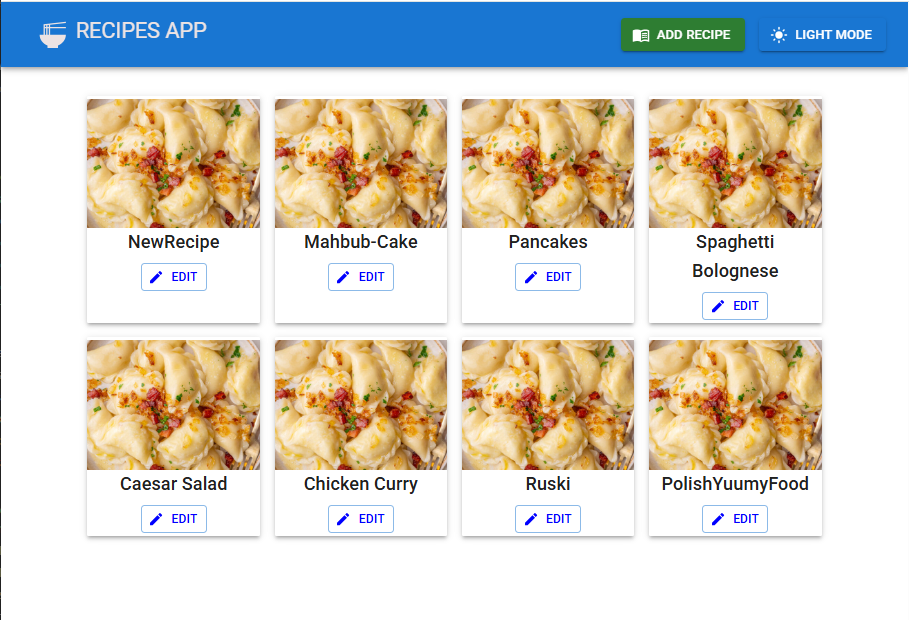 RECIPES APP
ADD RECIPE
LIGHT MODE
NewRecipe
Mahbub-Cake
Pancakes
Spaghetti
Bolognese
EDIT
EDIT
EDIT
EDIT
Caesar Salad
Chicken Curry
Ruski
PolishYuumyFood
EDIT
EDIT
EDIT
EDIT